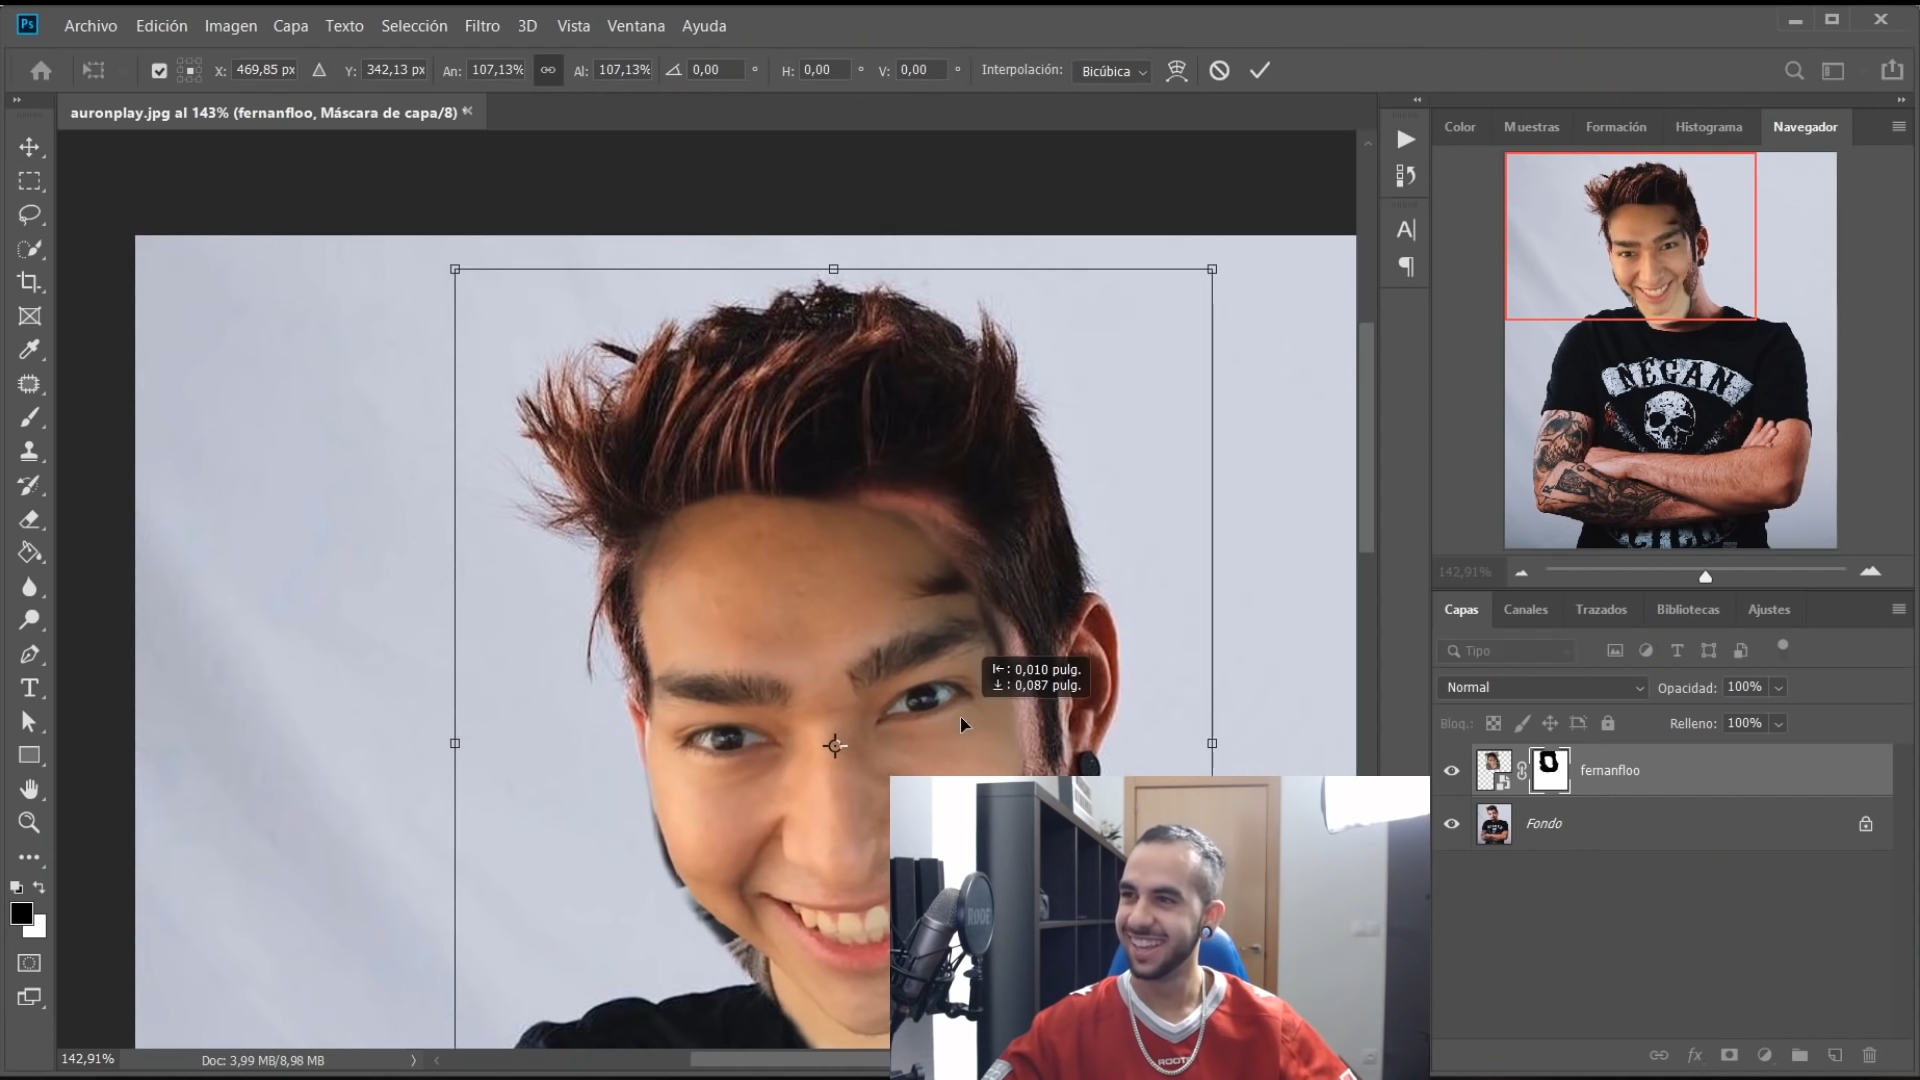 Ps
Archivo Edición Imagen Capa Texto Selección Filtro 3D Vista Ventana Ayuda
X: 469,85 px Y: 342,13 px An: 107,13% Al: 107,13% 0,00 ° H: 0,00 ° V: 0,00 ° Interpolación: Bicúbica
auronplay.jpg al 143% (fernanfloo, Máscara de capa/8) *
Color Muestras Formación Histograma Navegador
NEGAN
142,91%
Capas Canales Trazados Bibliotecas Ajustes
Tipo
Normal Opacidad: 100%
Bloq.: Relleno: 100%
fernanfloo
Fondo
: 0,010 pulg.
: 0,087 pulg.
RØDE
ROOT
142,91% Doc: 3,99 MB/8,98 MB